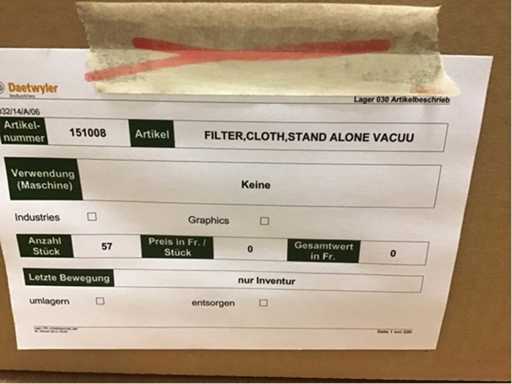 Daetwyler
Industries
Lager 030 Artikelbeschrieb
032/14/A/06
Artikel-
nummer 151008 Artikel FILTER,CLOTH,STAND ALONE VACUU
Verwendung
(Maschine) Keine
Industries Graphics
Anzahl
Stück 57 Preis in Fr. /
Stück 0 Gesamtwert
in Fr. 0
Letzte Bewegung nur Inventur
umlagern entsorgen